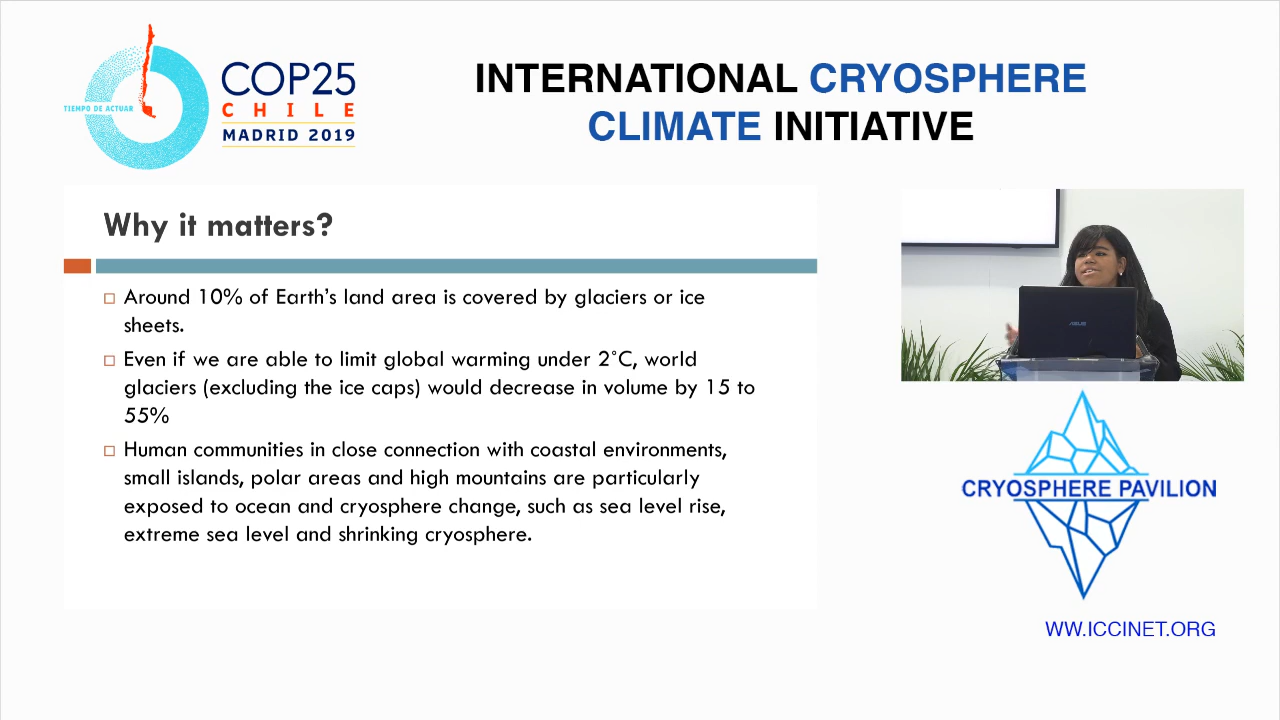 COP25
CHILE
MADRID 2019
TIEMPO DE ACTUAR
INTERNATIONAL CRYOSPHERE
CLIMATE INITIATIVE
Why it matters?
Around 10% of Earth’s land area is covered by glaciers or ice
sheets.
Even if we are able to limit global warming under 2˚C, world
glaciers (excluding the ice caps) would decrease in volume by 15 to
55%
Human communities in close connection with coastal environments,
small islands, polar areas and high mountains are particularly
exposed to ocean and cryosphere change, such as sea level rise,
extreme sea level and shrinking cryosphere.
ASUS
CRYOSPHERE PAVILION
WW.ICCINET.ORG